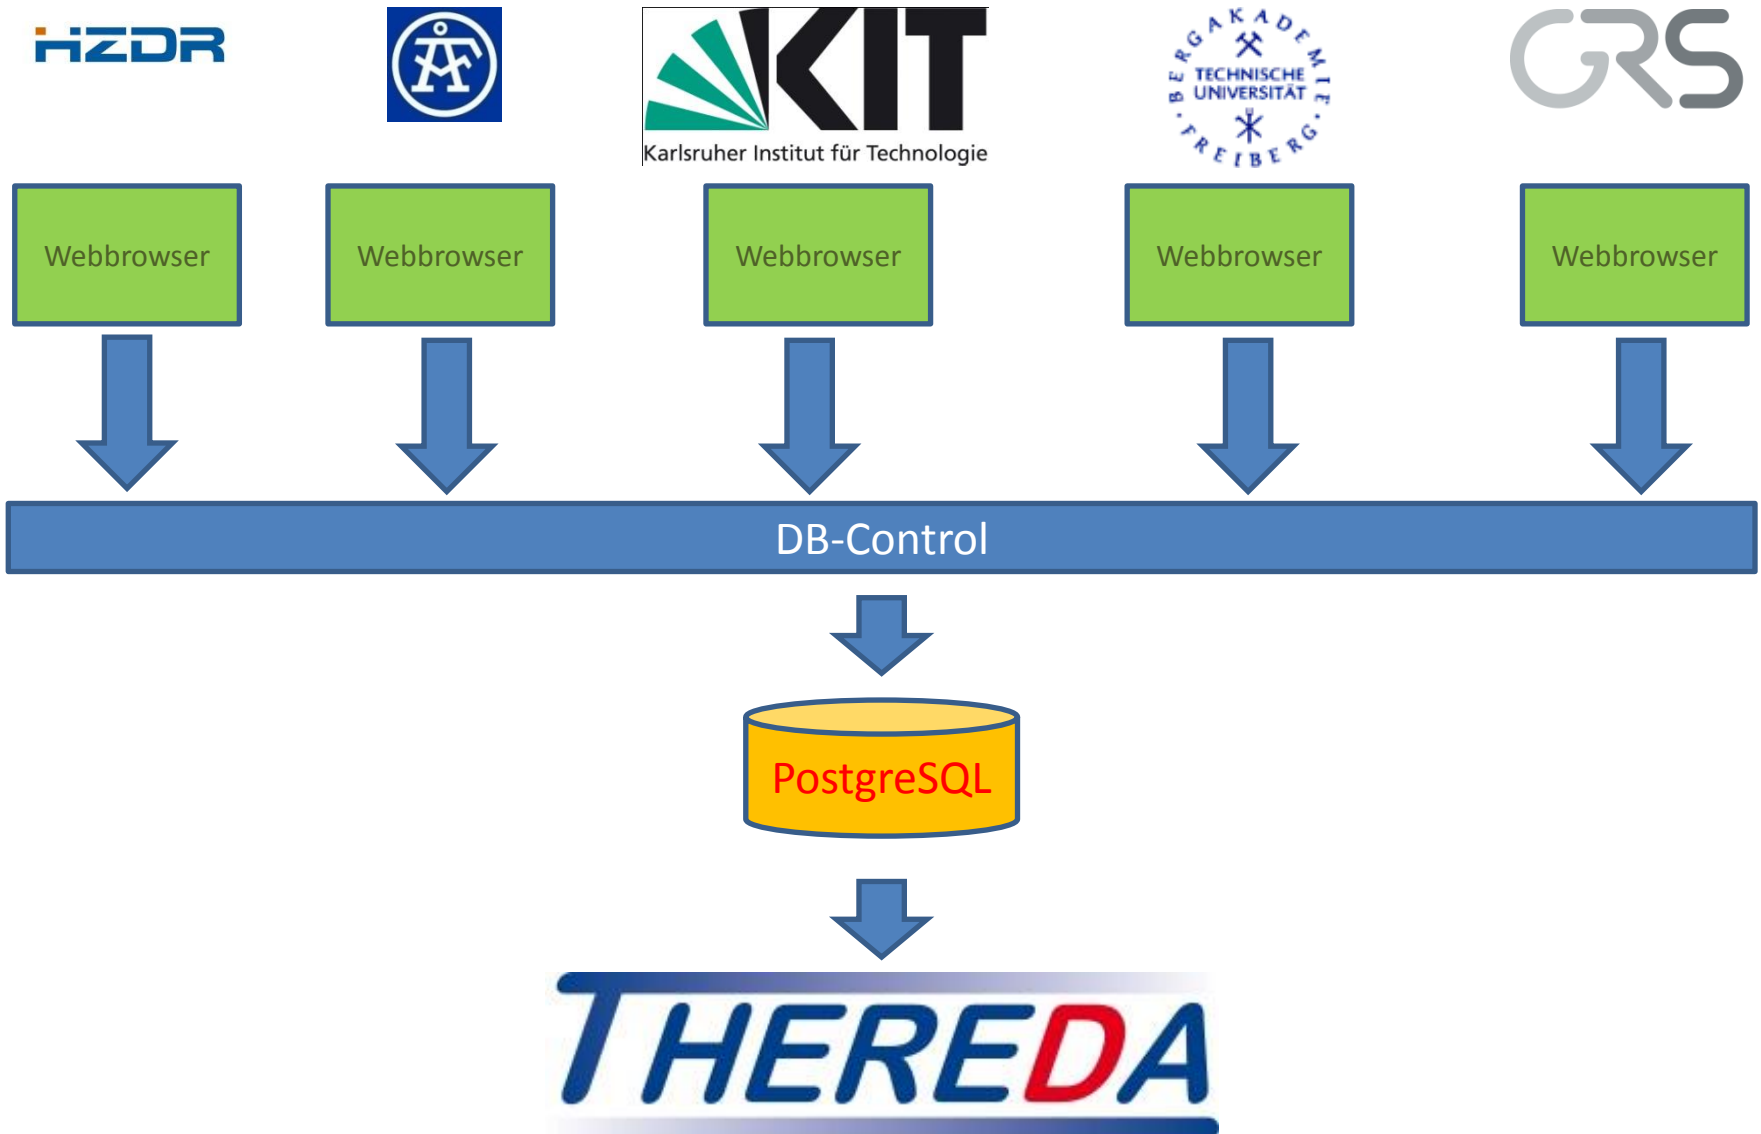 HZDR
ÅF
KIT
Karlsruher Institut für Technologie
BERGAKADEMIE
TECHNISCHE
UNIVERSITÄT
· FREIBERG ·
GRS
Webbrowser
Webbrowser
Webbrowser
Webbrowser
Webbrowser
DB-Control
PostgreSQL
THEREDA